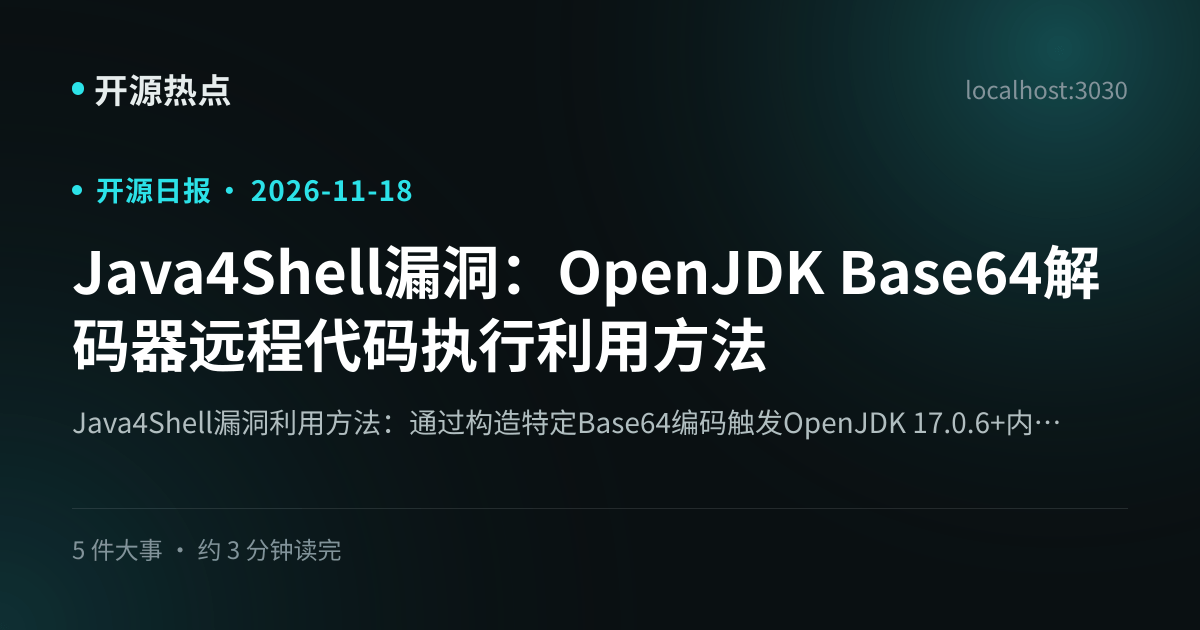 开源热点
localhost:3030
开源日报 · 2026-11-18
Java4Shell漏洞：OpenJDK Base64解
码器远程代码执行利用方法
Java4Shell漏洞利用方法：通过构造特定Base64编码触发OpenJDK 17.0.6+内…
5 件大事 · 约 3 分钟读完